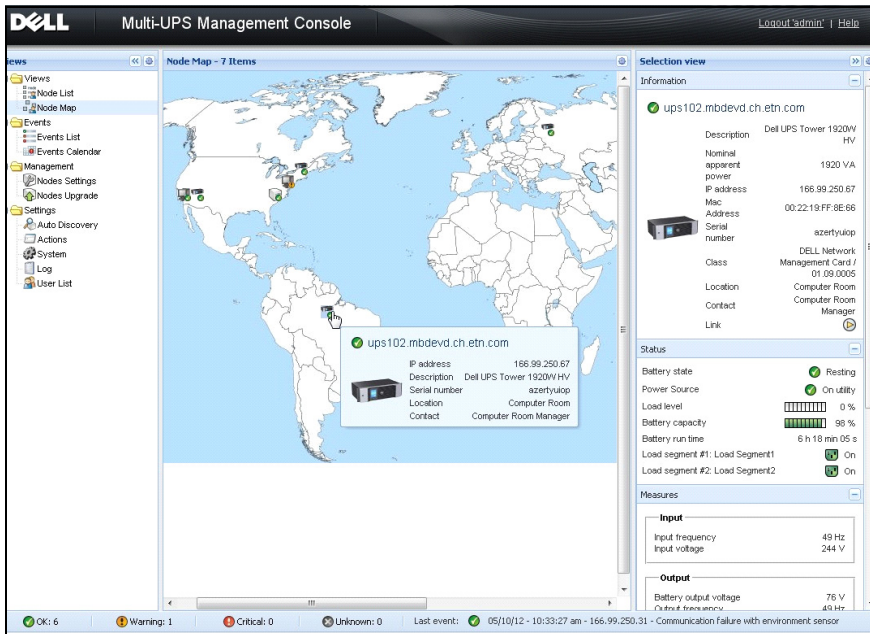 DELL
Multi-UPS Management Console
Logout 'admin' | Help
iews
Node Map - 7 Items
Selection view
Views
Node List
Node Map
Events
Events List
Events Calendar
Management
Nodes Settings
Nodes Upgrade
Settings
Auto Discovery
Actions
System
Log
User List
ups102.mbdevd.ch.etn.com
IP address 166.99.250.67
Description Dell UPS Tower 1920W HV
Serial number azertyuiop
Location Computer Room
Contact Computer Room Manager
Information
ups102.mbdevd.ch.etn.com
Description Dell UPS Tower 1920W HV
Nominal apparent power 1920 VA
IP address 166.99.250.67
Mac Address 00:22:19:FF:8E:66
Serial number azertyuiop
Class DELL Network Management Card / 01.09.0005
Location Computer Room
Contact Computer Room Manager
Link
Status
Battery state Resting
Power Source On utility
Load level 0 %
Battery capacity 98 %
Battery run time 6 h 18 min 05 s
Load segment #1: Load Segment1 On
Load segment #2: Load Segment2 On
Measures
Input
Input frequency 49 Hz
Input voltage 244 V
Output
Battery output voltage 76 V
Output frequency 49 Hz
OK: 6
Warning: 1
Critical: 0
Unknown: 0
Last event: 05/10/12 - 10:33:27 am - 166.99.250.31 - Communication failure with environment sensor